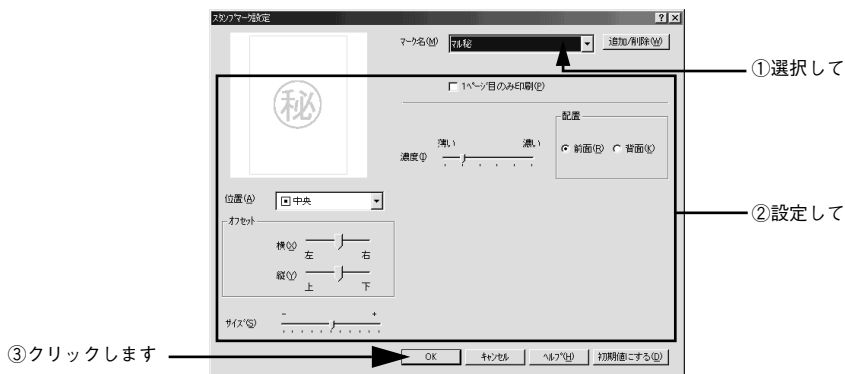 スタンプマーク設定
マーク名(M) マル秘 追加/削除(W)
①選択して
1ページ目のみ印刷(P)
秘
配置
薄い 濃い
前面(R) 背面(K)
濃度(I)
位置(A) 中央
②設定して
オフセット
横(X)
左 右
縦(Y)
上 下
- +
サイズ(S)
③クリックします
OK キャンセル ヘルプ(H) 初期値にする(D)